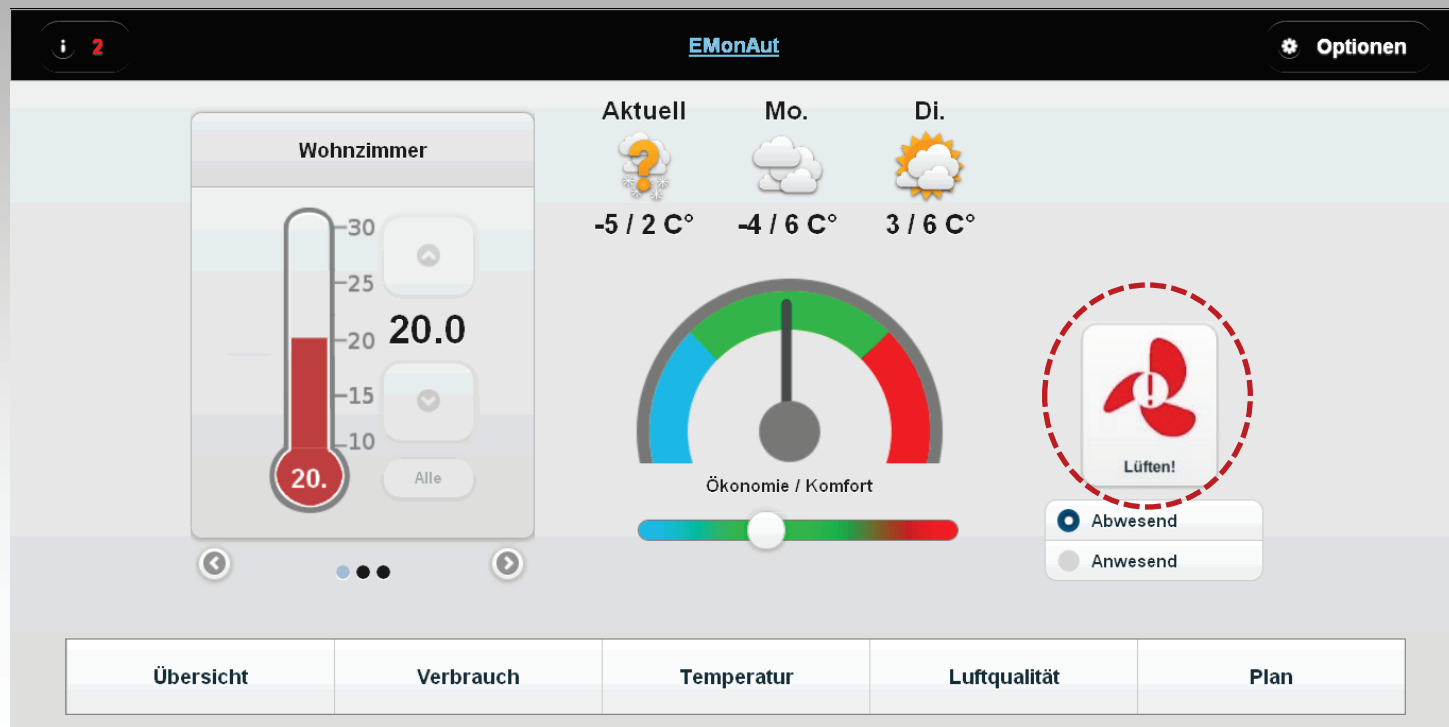 i 2
EMonAut
Optionen
Wohnzimmer
30
25
20
15
10
20.
20.0
Alle
Aktuell Mo. Di.
?
-5 / 2 C° -4 / 6 C° 3 / 6 C°
Ökonomie / Komfort
!
Lüften!
Abwesend
Anwesend
Übersicht Verbrauch Temperatur Luftqualität Plan